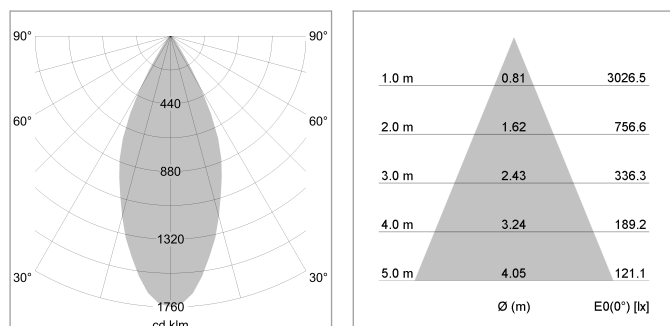 90° 90°
440
60° 60°
880
1320
30° 30°
1760
cd klm
1.0 m 0.81 3026.5
2.0 m 1.62 756.6
3.0 m 2.43 336.3
4.0 m 3.24 189.2
5.0 m 4.05 121.1
Ø (m) E0(0°) [lx]